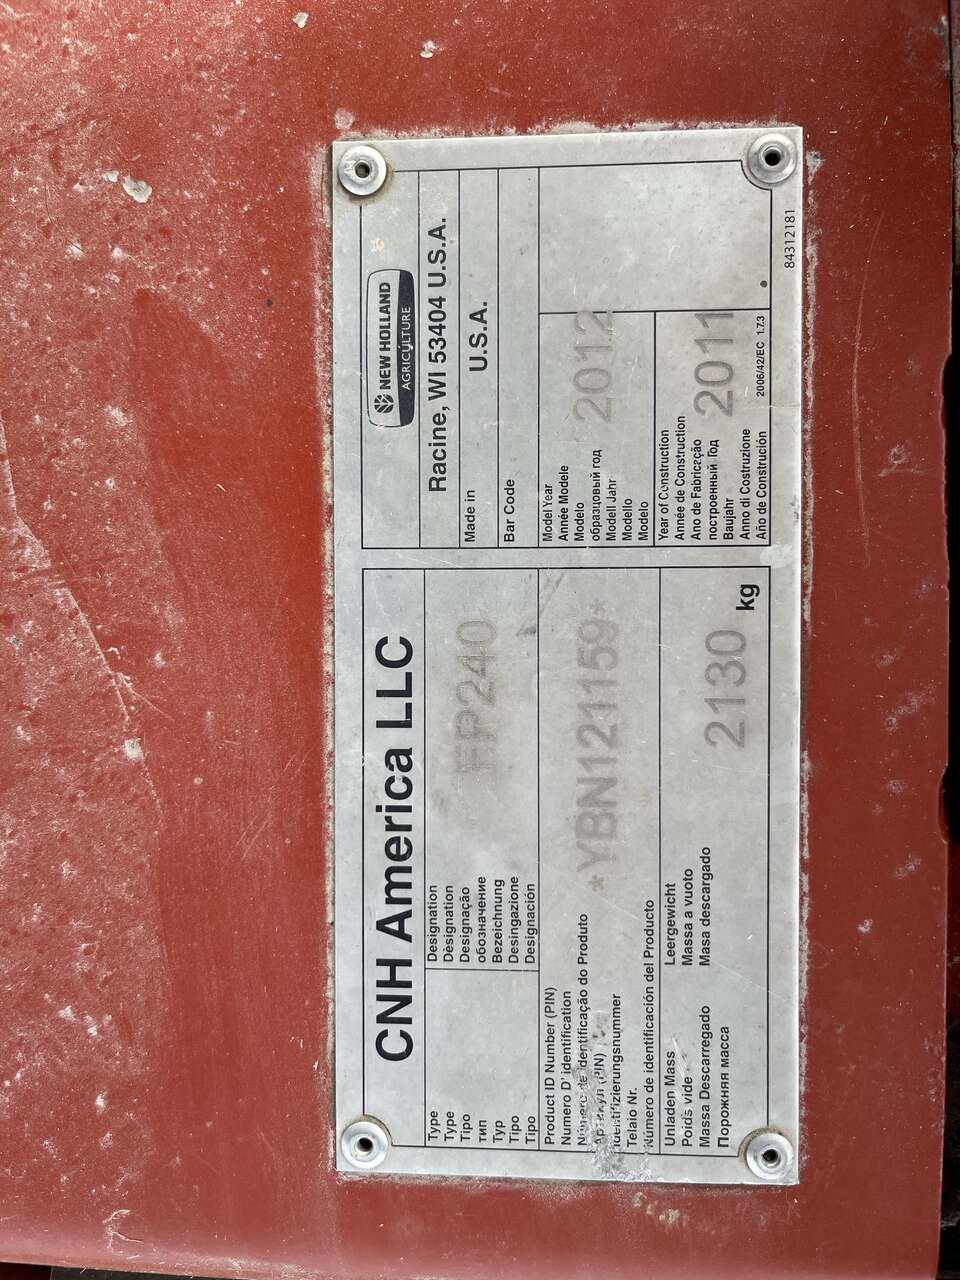 CNH America LLC
Type
Type
Tipo
тип
Typ
Tipo
Tipo
Designation
Dèsignation
Designação
обозначение
Bezeichnung
Desingazione
Designación
FP240
Product ID Number (PIN)
Numero D' identification
Número de identificação do Produto
Артикул (PIN)
Identifizierungsnummer
Telaio Nr.
Número de identificación del Producto
*YBN121159*
Unladen Mass
Poids vide
Massa Descarregado
Порожняя масса
Leergewicht
Massa a vuoto
Masa descargado
2130 kg
NEW HOLLAND
AGRICULTURE
Racine, WI 53404 U.S.A.
Made in
U.S.A.
Bar Code
Model Year
Année Modele
Modelo
образцовый год
Modell Jahr
Modello
Modelo
2012
Year of Construction
Année de Construction
Ano de Fabricação
построенный Год
Baujahr
Anno di Costruzione
Año de Construción
2011
2006/42/EC 1.7.3
84312181